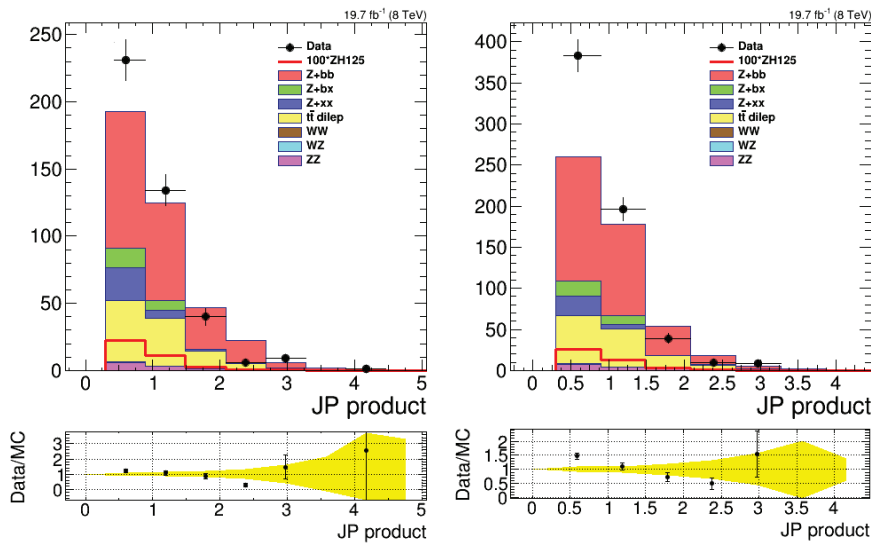 19.7 fb⁻¹ (8 TeV)
250
200
150
100
50
0
Data
100*ZH125
Z+bb
Z+bx
Z+xx
tt̄ dilep
WW
WZ
ZZ
0 1 2 3 4 5
JP product
Data/MC
3
2
1
0
0 1 2 3 4 5
JP product
19.7 fb⁻¹ (8 TeV)
400
350
300
250
200
150
100
50
0
Data
100*ZH125
Z+bb
Z+bx
Z+xx
tt̄ dilep
WW
WZ
ZZ
0 0.5 1 1.5 2 2.5 3 3.5 4
JP product
Data/MC
2
1.5
1
0.5
0
0 0.5 1 1.5 2 2.5 3 3.5 4
JP product